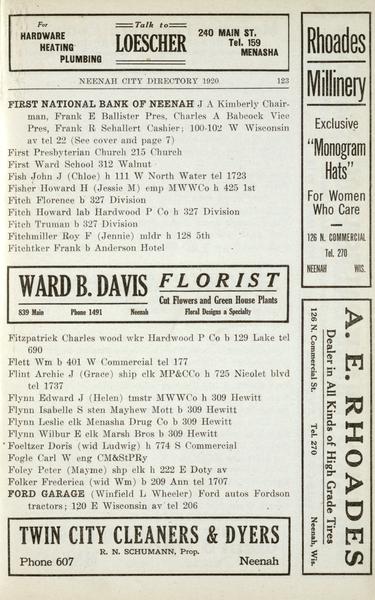 For
HARDWARE
HEATING
PLUMBING
Talk to
LOESCHER
240 MAIN ST.
Tel. 159
MENASHA
NEENAH CITY DIRECTORY 1920 123
FIRST NATIONAL BANK OF NEENAH J A Kimberly Chair-
man, Frank E Ballister Pres, Charles A Babcock Vice
Pres, Frank R Sehallert Cashier; 100-102 W Wisconsin
av tel 22 (See cover and page 7)
First Presbyterian Church 215 Church
First Ward School 312 Walnut
Fish John J (Chloe) h 111 W North Water tel 1723
Fisher Howard H (Jessie M) emp MWWCo h 425 1st
Fitch Florence b 327 Division
Fitch Howard lab Hardwood P Co h 327 Division
Fitch Truman b 327 Division
Fitchmiller Roy F (Jennie) mldr h 128 5th
Fitchtker Frank b Anderson Hotel
WARD B. DAVIS FLORIST
Cut Flowers and Green House Plants
839 Main Phone 1491 Neenah Floral Designs a Specialty
Fitzpatrick Charles wood wkr Hardwood P Co b 129 Lake tel
690
Flett Wm b 401 W Commercial tel 177
Flint Archie J (Grace) ship clk MP&CCo h 725 Nicolet blvd
tel 1737
Flynn Edward J (Helen) tmstr MWWCo h 309 Hewitt
Flynn Isabelle S sten Mayhew Mott b 309 Hewitt
Flynn Leslie clk Menasha Drug Co b 309 Hewitt
Flynn Wilbur E clk Marsh Bros b 309 Hewitt
Foeltzer Doris (wid Ludwig) h 774 S Commercial
Fogle Carl W eng CM&StPRy
Foley Peter (Mayme) shp clk h 222 E Doty av
Folker Frederica (wid Wm) b 209 Ann tel 1707
FORD GARAGE (Winfield L Wheeler) Ford autos Fordson
tractors; 120 E Wisconsin av tel 206
TWIN CITY CLEANERS & DYERS
R. N. SCHUMANN, Prop.
Phone 607 Neenah
Rhoades
Millinery
Exclusive
"Monogram
Hats"
For Women
Who Care
126 N. COMMERCIAL
Tel. 270
NEENAH WIS.
A. E. RHOADES
Dealer in All Kinds of High Grade Tires
126 N. Commercial St. Tel. 270 Neenah, Wis.